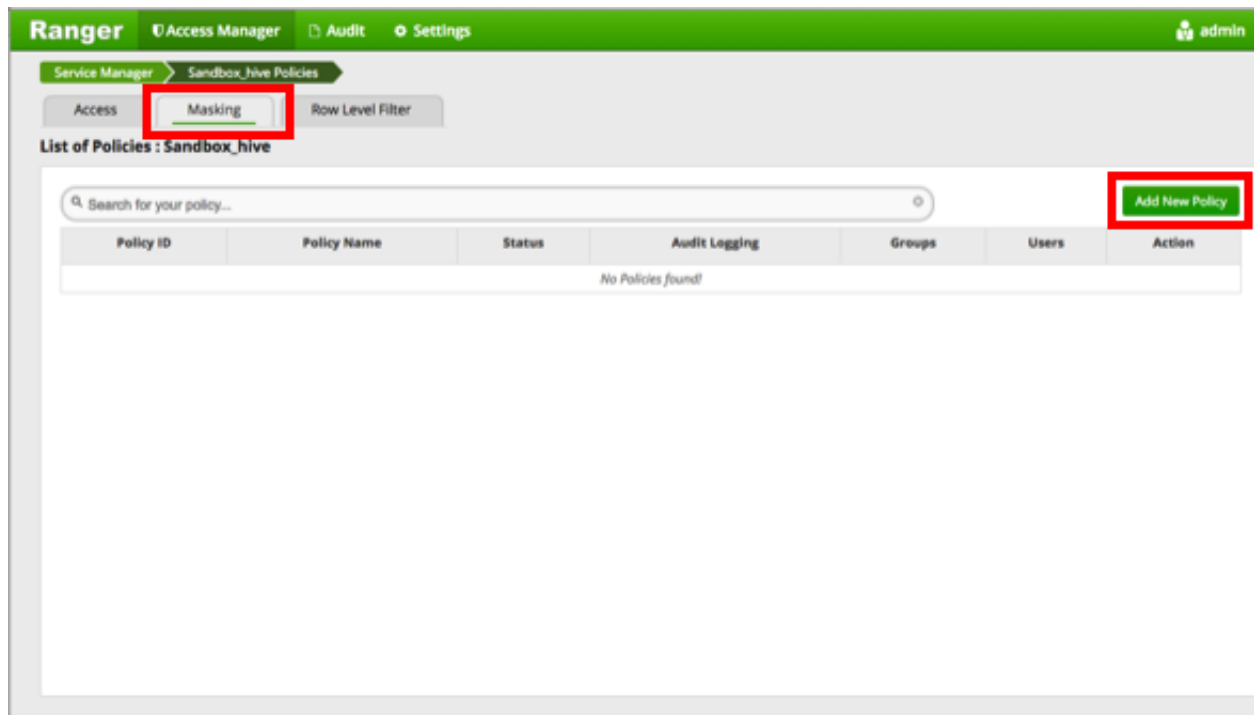 Ranger Access Manager Audit Settings admin
Service Manager Sandbox_hive Policies
Access Masking Row Level Filter
List of Policies : Sandbox_hive
Search for your policy...
Add New Policy
Policy ID Policy Name Status Audit Logging Groups Users Action
No Policies found!